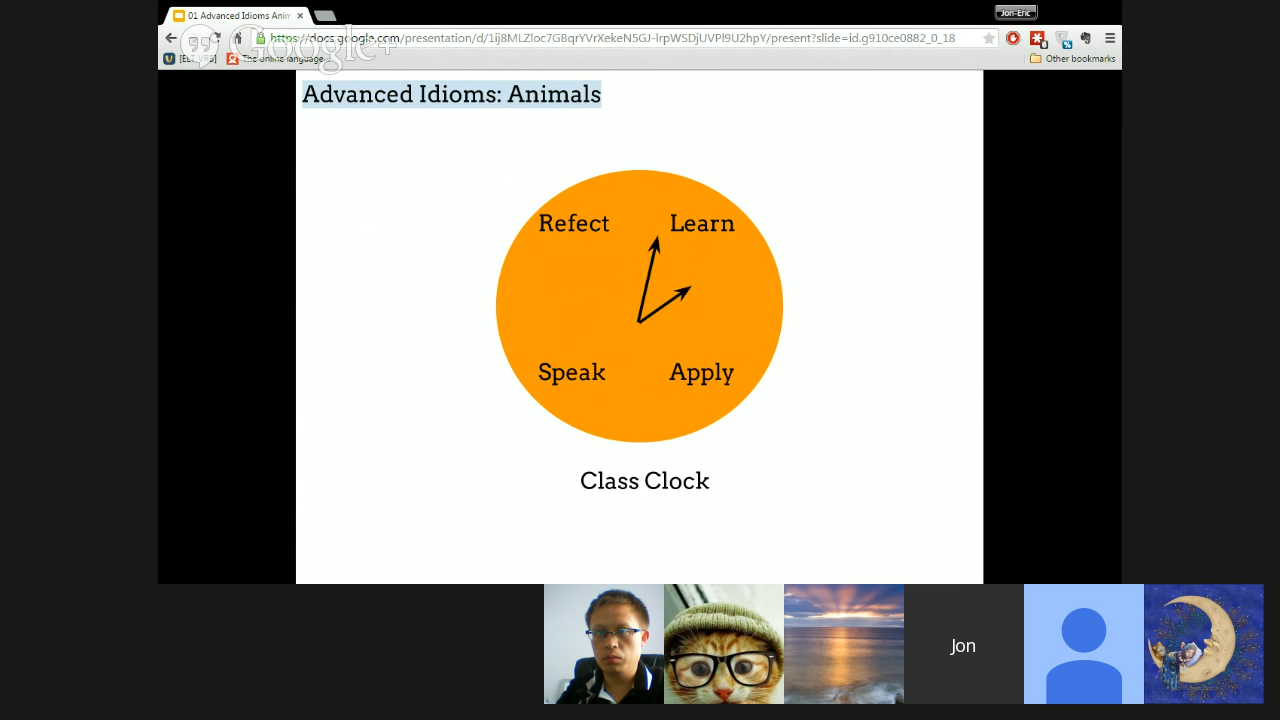 01 Advanced Idioms Anim
Jon-Eric
https://docs.google.com/presentation/d/1ij8MLZloc7GBqrYVrXekeN5GJ-lrpWSDjUVPl9U2hpY/present?slide=id.g910ce0882_0_18
Google+
The online language
Other bookmarks
Advanced Idioms: Animals
Refect Learn
Speak Apply
Class Clock
Jon